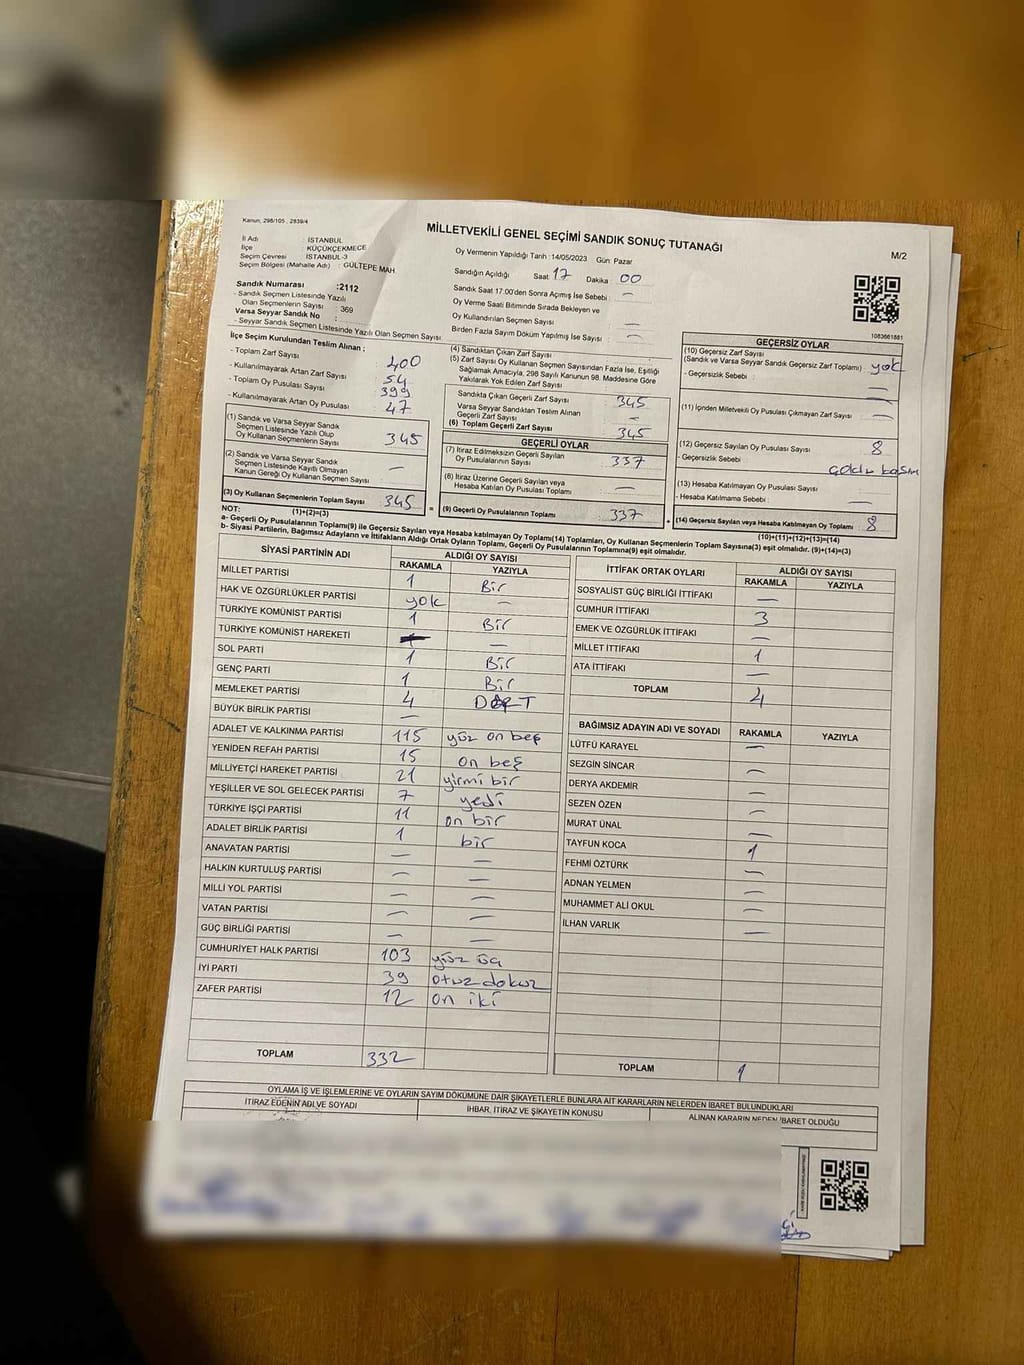 Kanun, 298/105 , 2839/4
MİLLETVEKİLİ GENEL SEÇİMİ SANDIK SONUÇ TUTANAĞI
M/2
İl Adı : İSTANBUL
İlçe : KÜÇÜKÇEKMECE
Seçim Çevresi : İSTANBUL-3
Seçim Bölgesi (Mahalle Adı) : GÜLTEPE MAH
Sandık Numarası :2112
- Sandık Seçmen Listesinde Yazılı
Olan Seçmenlerin Sayısı : 369
Varsa Seyyar Sandık No :
- Seyyar Sandık Seçmen Listesinde Yazılı Olan Seçmen Sayısı
Oy Vermenin Yapıldığı Tarih :14/05/2023 Gün: Pazar
Sandığın Açıldığı Saat 17 Dakika 00
Sandık Saat 17.00'den Sonra Açımış İse Sebebi : —
Oy Verme Saati Bitiminde Sırada Bekleyen ve
Oy Kullandırılan Seçmen Sayısı : —
Birden Fazla Sayım Döküm Yapılmış İse Sayısı : —
1083661881
İlçe Seçim Kurulundan Teslim Alınan ;
- Toplam Zarf Sayısı : 400
- Kullanılmayarak Artan Zarf Sayısı : 54
- Toplam Oy Pusulası Sayısı : 399
- Kullanılmayarak Artan Oy Pusulası : 47
(1) Sandık ve Varsa Seyyar Sandık
Seçmen Listesinde Yazılı Olup
Oy Kullanan Seçmenlerin Sayısı : 345
(2) Sandık ve Varsa Seyyar Sandık
Seçmen Listesinde Kayıtlı Olmayan
Kanun Gereği Oy Kullanan Seçmen Sayısı : —
(3) Oy Kullanan Seçmenlerin Toplam Sayısı : 345
(4) Sandıktan Çıkan Zarf Sayısı :
(5) Zarf Sayısı Oy Kullanan Seçmen Sayısından Fazla İse, Eşitliği
Sağlamak Amacıyla, 298 Sayılı Kanunun 98. Maddesine Göre
Yakılarak Yok Edilen Zarf Sayısı :
Sandıkta Çıkan Geçerli Zarf Sayısı : 345
Varsa Seyyar Sandıktan Teslim Alınan
Geçerli Zarf Sayısı : —
(6) Toplam Geçerli Zarf Sayısı : 345
GEÇERLİ OYLAR
(7) İtiraz Edilmeksizin Geçerli Sayılan
Oy Pusulalarının Sayısı : 337
(8) İtiraz Üzerine Geçerli Sayılan veya
Hesaba Katılan Oy Pusulası Toplamı : —
(9) Geçerli Oy Pusulalarının Toplamı : 337
GEÇERSİZ OYLAR
(10) Geçersiz Zarf Sayısı
(Sandık ve Varsa Seyyar Sandık Geçersiz Zarf Toplamı) : yok
- Geçersizlik Sebebi : —
(11) İçinden Milletvekili Oy Pusulası Çıkmayan Zarf Sayısı : —
(12) Geçersiz Sayılan Oy Pusulası Sayısı : 8
- Geçersizlik Sebebi
(13) Hesaba Katılmayan Oy Pusulası Sayısı :
- Hesaba Katılmama Sebebi : —
(14) Geçersiz Sayılan veya Hesaba Katılmayan Oy Toplamı : 8
NOT: (1)+(2)=(3)
(10)+(11)+(12)+(13)=(14)
a- Geçerli Oy Pusulalarının Toplamı(9) ile Geçersiz Sayılan veya Hesaba katılmayan Oy Toplamı(14) Toplamları, Oy Kullanan Seçmenlerin Toplam Sayısına(3) eşit olmalıdır. (9)+(14)=(3)
b- Siyasi Partilerin, Bağımsız Adayların ve İttifakların Aldığı Ortak Oyların Toplamı, Geçerli Oy Pusulalarının Toplamına(9) eşit olmalıdır.
SİYASİ PARTİNİN ADI ALDIĞI OY SAYISI
RAKAMLA YAZIYLA
MİLLET PARTİSİ 1 Bir
HAK VE ÖZGÜRLÜKLER PARTİSİ yok —
TÜRKİYE KOMÜNİST PARTİSİ 1 Bir
TÜRKİYE KOMÜNİST HAREKETİ —
SOL PARTİ 1 Bir
GENÇ PARTİ 1 Bir
MEMLEKET PARTİSİ 4 DÖRT
BÜYÜK BİRLİK PARTİSİ —
ADALET VE KALKINMA PARTİSİ 115 yüz on beş
YENİDEN REFAH PARTİSİ 15 on beş
MİLLİYETÇİ HAREKET PARTİSİ 21 yirmi bir
YEŞİLLER VE SOL GELECEK PARTİSİ 7 yedi
TÜRKİYE İŞÇİ PARTİSİ 11 on bir
ADALET BİRLİK PARTİSİ 1 bir
ANAVATAN PARTİSİ — —
HALKIN KURTULUŞ PARTİSİ — —
MİLLİ YOL PARTİSİ — —
VATAN PARTİSİ — —
GÜÇ BİRLİĞİ PARTİSİ — —
CUMHURİYET HALK PARTİSİ 103 yüz üç
İYİ PARTİ 39 otuz dokuz
ZAFER PARTİSİ 12 on iki
TOPLAM 332
İTTİFAK ORTAK OYLARI ALDIĞI OY SAYISI
RAKAMLA YAZIYLA
SOSYALİST GÜÇ BİRLİĞİ İTTİFAKI —
CUMHUR İTTİFAKI 3
EMEK VE ÖZGÜRLÜK İTTİFAKI —
MİLLET İTTİFAKI 1
ATA İTTİFAKI —
TOPLAM 4
BAĞIMSIZ ADAYIN ADI VE SOYADI RAKAMLA YAZIYLA
LÜTFÜ KARAYEL —
SEZGİN SİNCAR —
DERYA AKDEMİR —
SEZEN ÖZEN —
MURAT ÜNAL —
TAYFUN KOCA 1
FEHMİ ÖZTÜRK —
ADNAN YELMEN —
MUHAMMET ALİ OKUL —
İLHAN VARLIK —
TOPLAM 1
OYLAMA İŞ VE İŞLEMLERİNE VE OYLARIN SAYIM DÖKÜMÜNE DAİR ŞİKAYETLERLE BUNLARA AİT KARARLARIN NELERDEN İBARET BULUNDUKLARI
İTİRAZ EDENİN ADI VE SOYADI İHBAR, İTİRAZ VE ŞİKAYETİN KONUSU ALINAN KARARIN NEDEN İBARET OLDUĞU